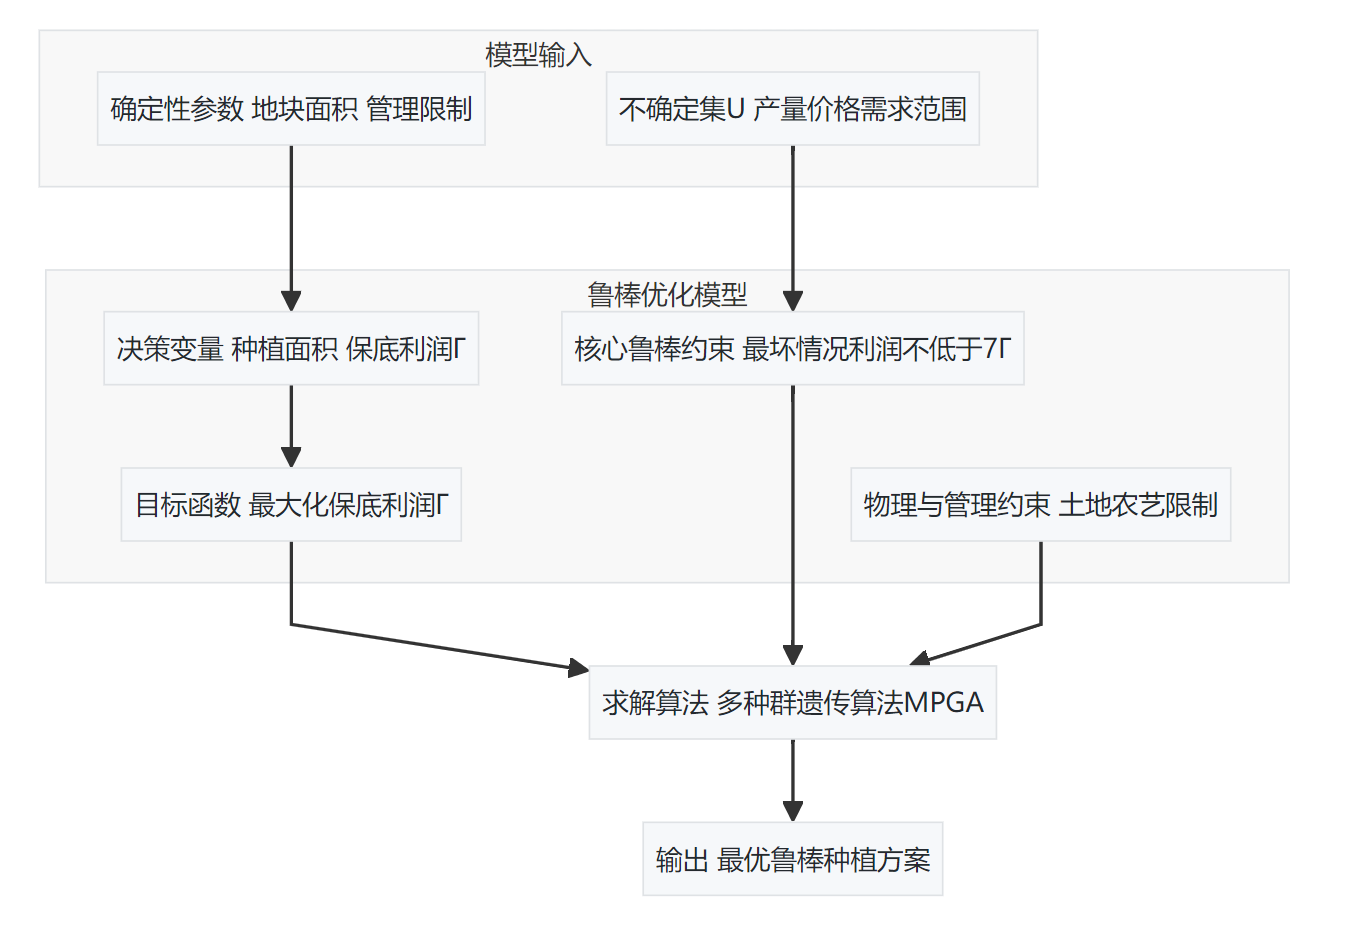 模型输入
确定性参数 地块面积 管理限制
不确定集U 产量价格需求范围
鲁棒优化模型
决策变量 种植面积 保底利润Γ
核心鲁棒约束 最坏情况利润不低于7Γ
目标函数 最大化保底利润Γ
物理与管理约束 土地农艺限制
求解算法 多种群遗传算法MPGA
输出 最优鲁棒种植方案